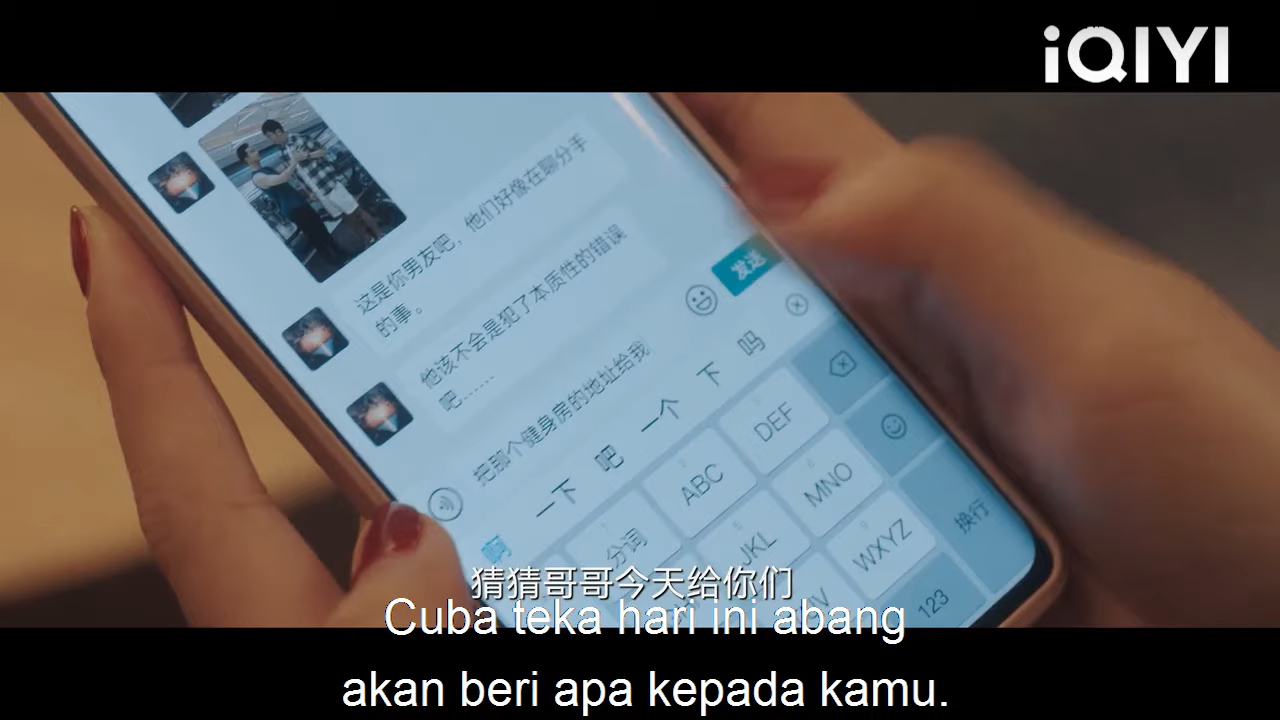 iQIYI
这是你男友吧，他们好像在聊分手
的事。
他该不会是犯了本质性的错误
吧……
发送
把那个健身房的地址给我
啊 一下 吧 一个 下 吗
分词 ABC DEF
JKL MNO
WXYZ
换行
123
猜猜哥哥今天给你们
Cuba teka hari ini abang
akan beri apa kepada kamu.